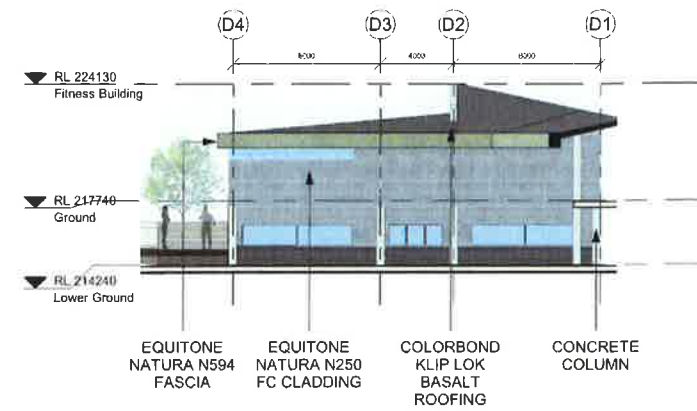 (D4) (D3) (D2) (D1)
RL 224130
Fitness Building
RL 217740
Ground
RL 214240
Lower Ground
EQUITONE
NATURA N594
FASCIA
EQUITONE
NATURA N250
FC CLADDING
COLORBOND
KLIP LOK
BASALT
ROOFING
CONCRETE
COLUMN